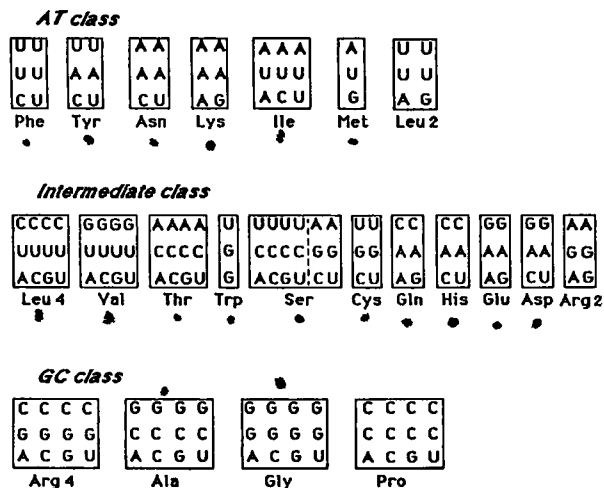 AT class
UU UU AA AA AAA A UU
UU AA AA AA UUU U UU
CU CU CU AG ACU G AG
Phe Tyr Asn Lys Ile Met Leu 2
Intermediate class
CCCC GGGG AAAA U UUUU AA U U CC CC GG GG AA
UUUU UUUU CCCC G CCCC GG GG AA AA AA AA GG
ACGU ACGU ACGU G ACGU CU CU AG CU AG CU AG
Leu 4 Val Thr Trp Ser Cys Gln His Glu Asp Arg 2
GC class
C C C C G G G G G G G G C C C C
G G G G C C C C G G G G C C C C
A C G U A C G U A C G U A C G U
Arg 4 Ala Gly Pro